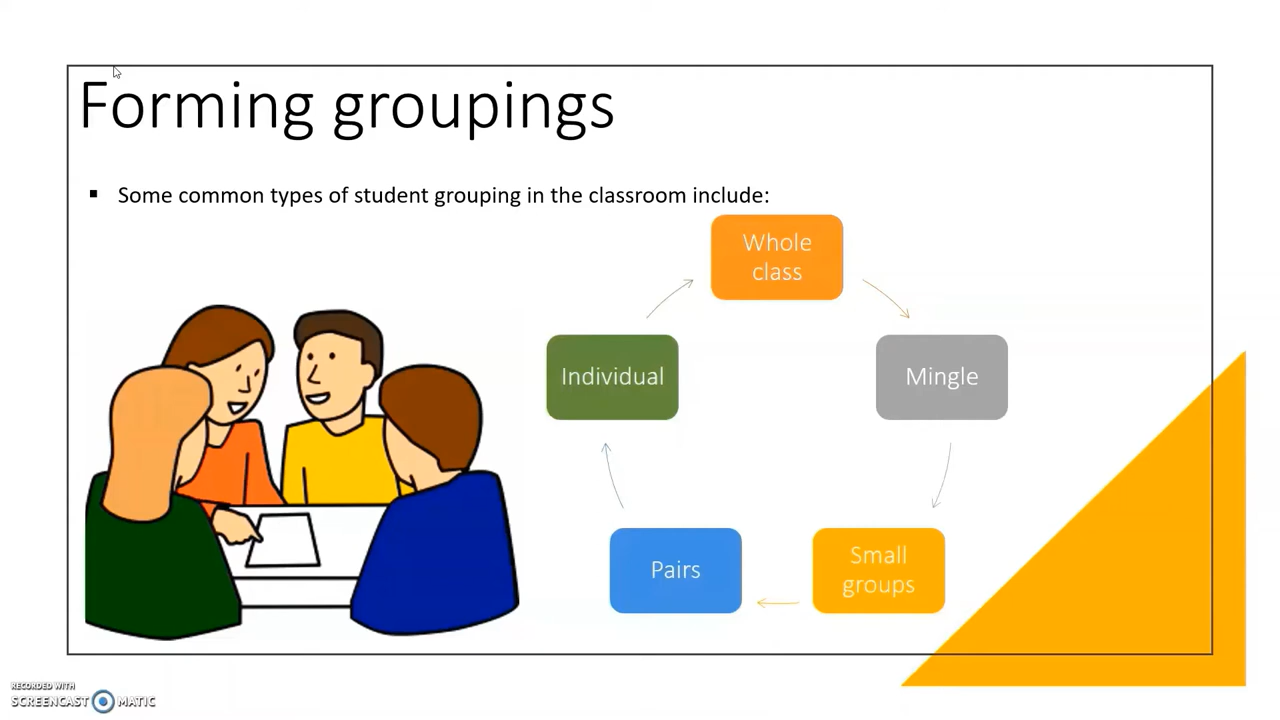 Forming groupings
▪ Some common types of student grouping in the classroom include:
Whole
class
Individual
Mingle
Pairs
Small
groups
RECORDED WITH
SCREENCAST MATIC